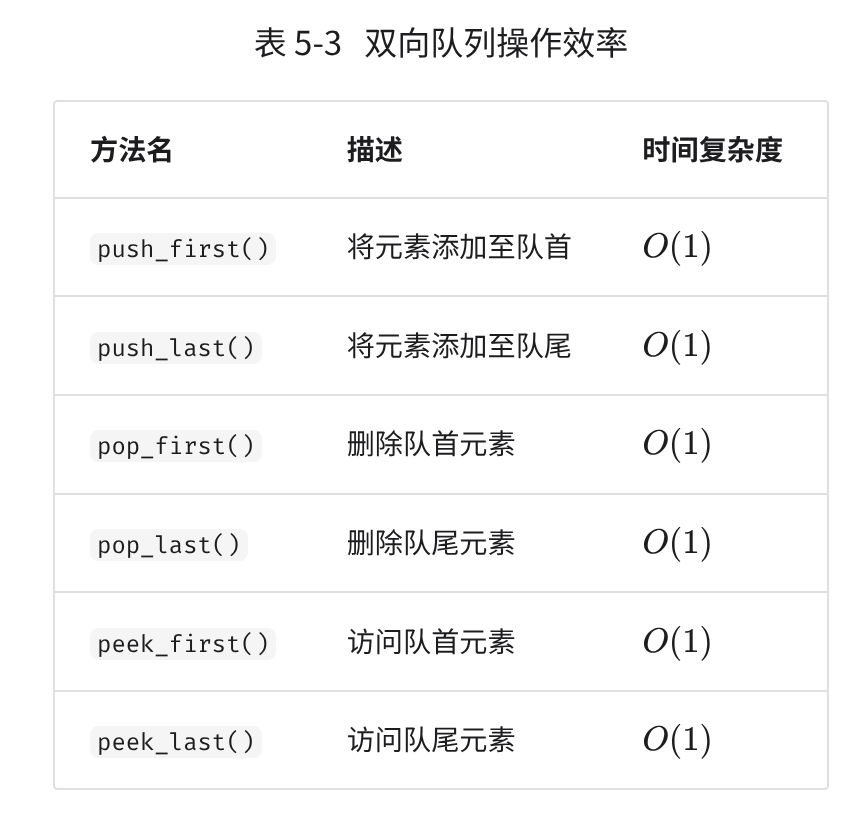 表 5-3 双向队列操作效率
方法名 描述 时间复杂度
push_first() 将元素添加至队首 O(1)
push_last() 将元素添加至队尾 O(1)
pop_first() 删除队首元素 O(1)
pop_last() 删除队尾元素 O(1)
peek_first() 访问队首元素 O(1)
peek_last() 访问队尾元素 O(1)